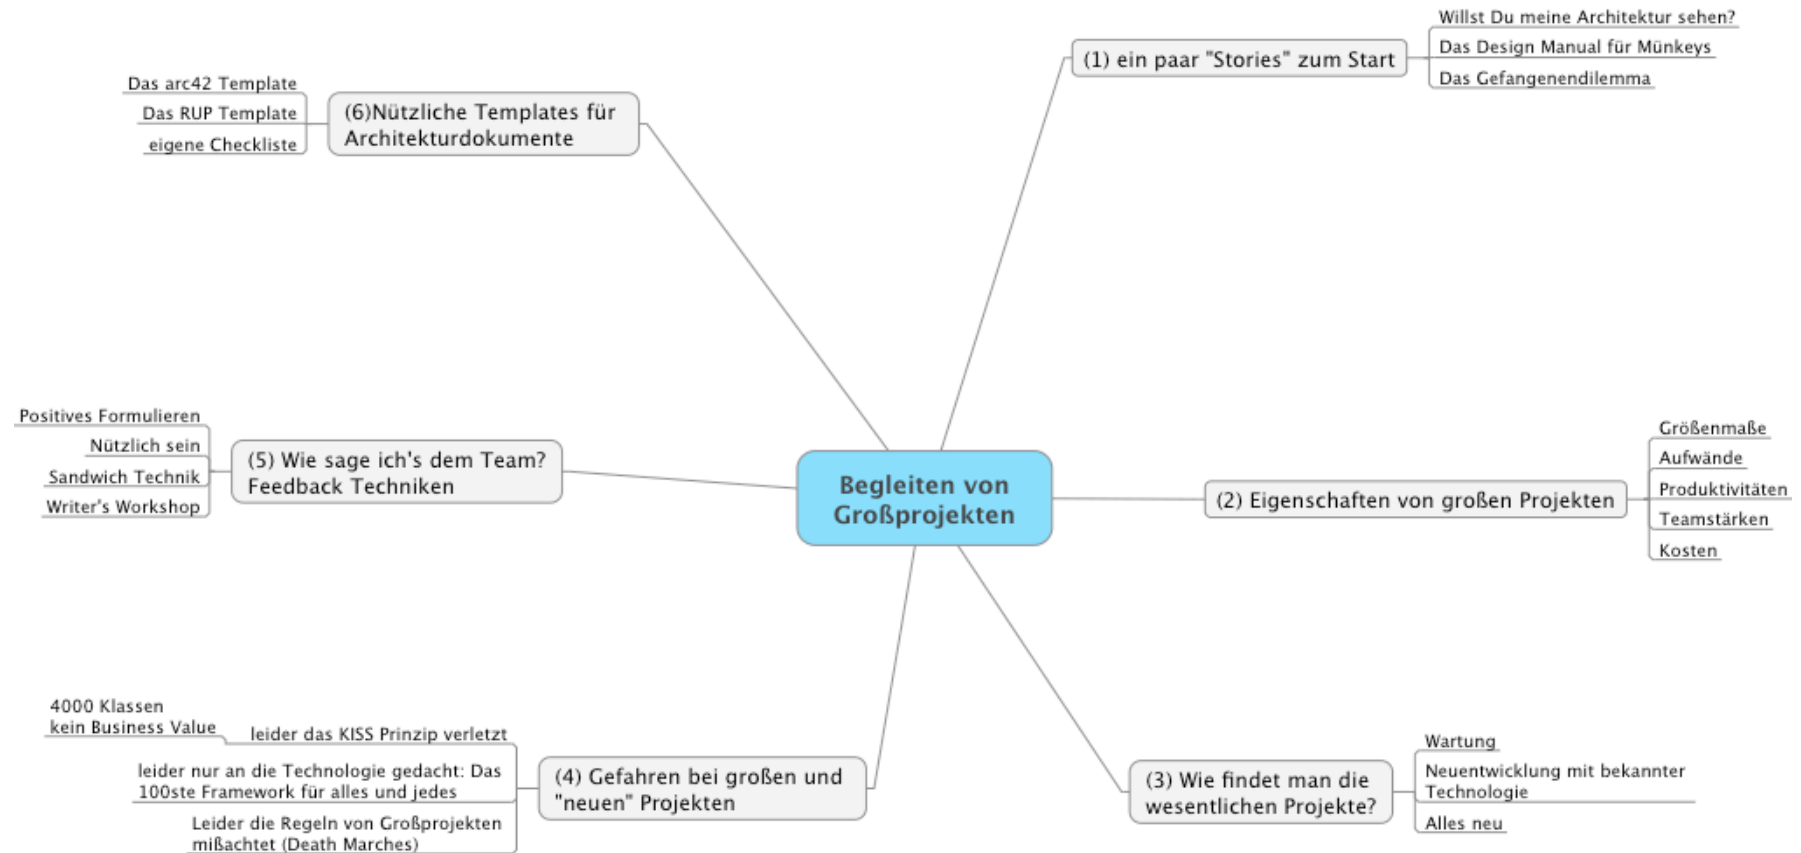 Begleiten von
Großprojekten
(1) ein paar "Stories" zum Start
Willst Du meine Architektur sehen?
Das Design Manual für Münkeys
Das Gefangenendilemma
(2) Eigenschaften von großen Projekten
Größenmaße
Aufwände
Produktivitäten
Teamstärken
Kosten
(3) Wie findet man die
wesentlichen Projekte?
Wartung
Neuentwicklung mit bekannter
Technologie
Alles neu
(4) Gefahren bei großen und
"neuen" Projekten
leider das KISS Prinzip verletzt
4000 Klassen
kein Business Value
leider nur an die Technologie gedacht: Das
100ste Framework für alles und jedes
Leider die Regeln von Großprojekten
mißachtet (Death Marches)
(5) Wie sage ich's dem Team?
Feedback Techniken
Positives Formulieren
Nützlich sein
Sandwich Technik
Writer's Workshop
(6)Nützliche Templates für
Architekturdokumente
Das arc42 Template
Das RUP Template
eigene Checkliste